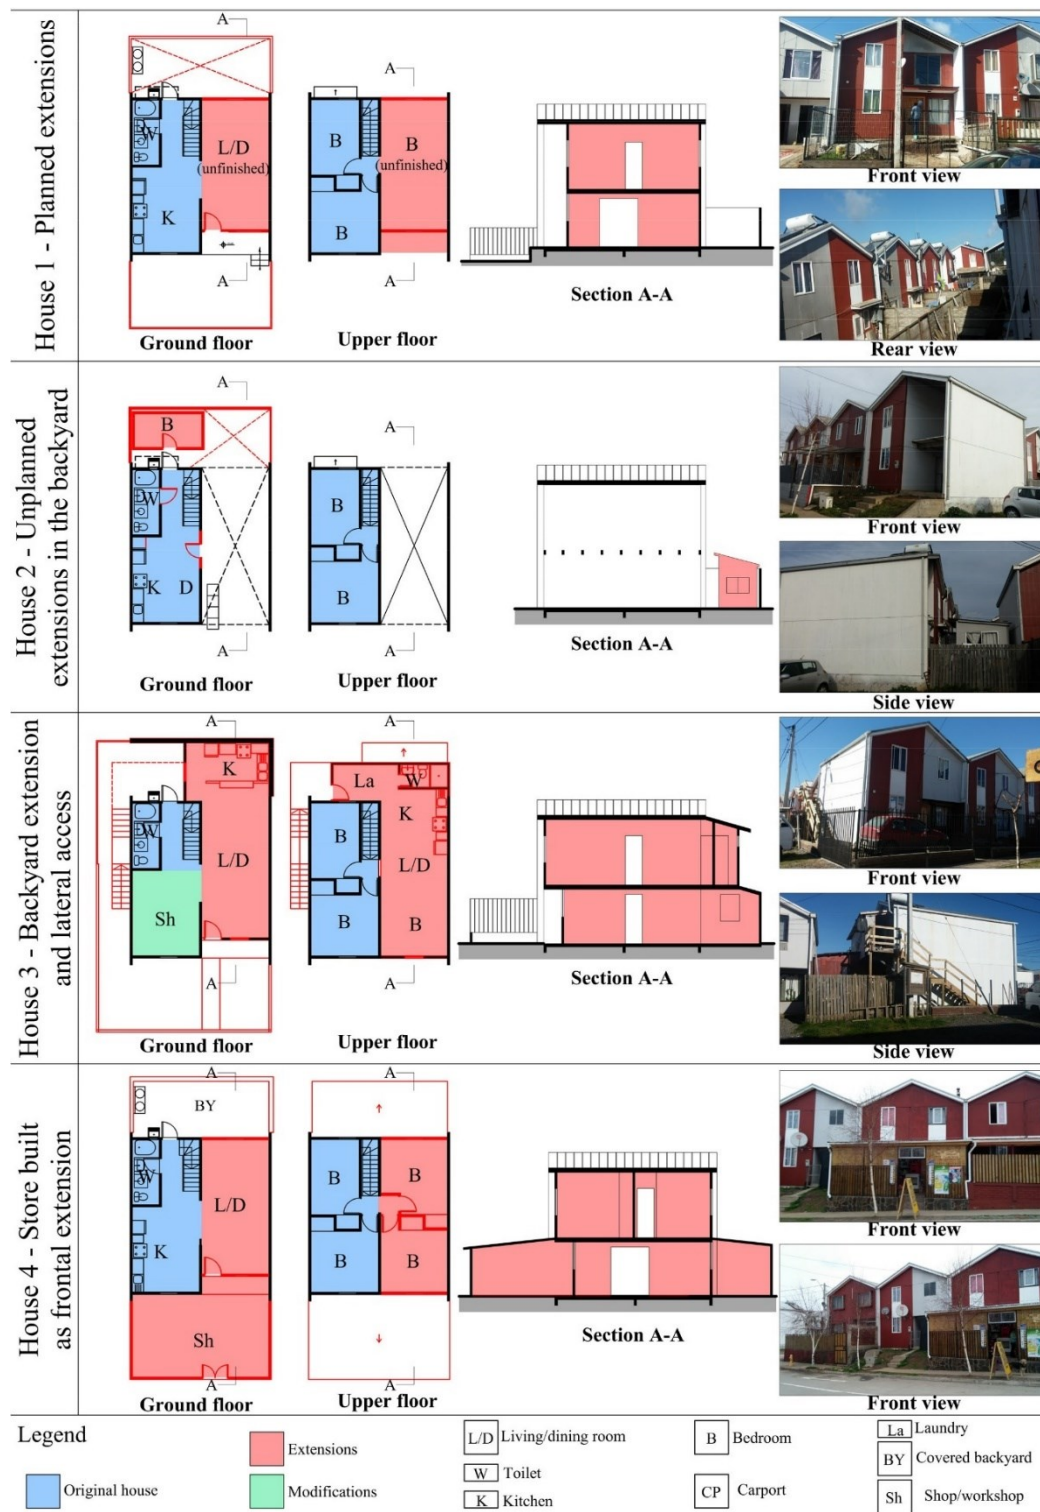 House 1 - Planned extensions
A
W
L/D
(unfinished)
K
A
Ground floor
A
B
B
(unfinished)
B
A
Upper floor
Section A-A
Front view
Rear view
House 2 - Unplanned
extensions in the backyard
A
B
W
K D
A
Ground floor
A
B
B
A
Upper floor
Section A-A
Front view
Side view
House 3 - Backyard extension
and lateral access
A
K
W
L/D
Sh
A
Ground floor
A
La W
K
B
L/D
B B
A
Upper floor
Section A-A
Front view
Side view
House 4 - Store built
as frontal extension
A
BY
W
L/D
K
Sh
A
Ground floor
A
B B
B B
A
Upper floor
Section A-A
Front view
Front view
Legend
Original house
Extensions
Modifications
L/D Living/dining room
W Toilet
K Kitchen
B Bedroom
CP Carport
La Laundry
BY Covered backyard
Sh Shop/workshop